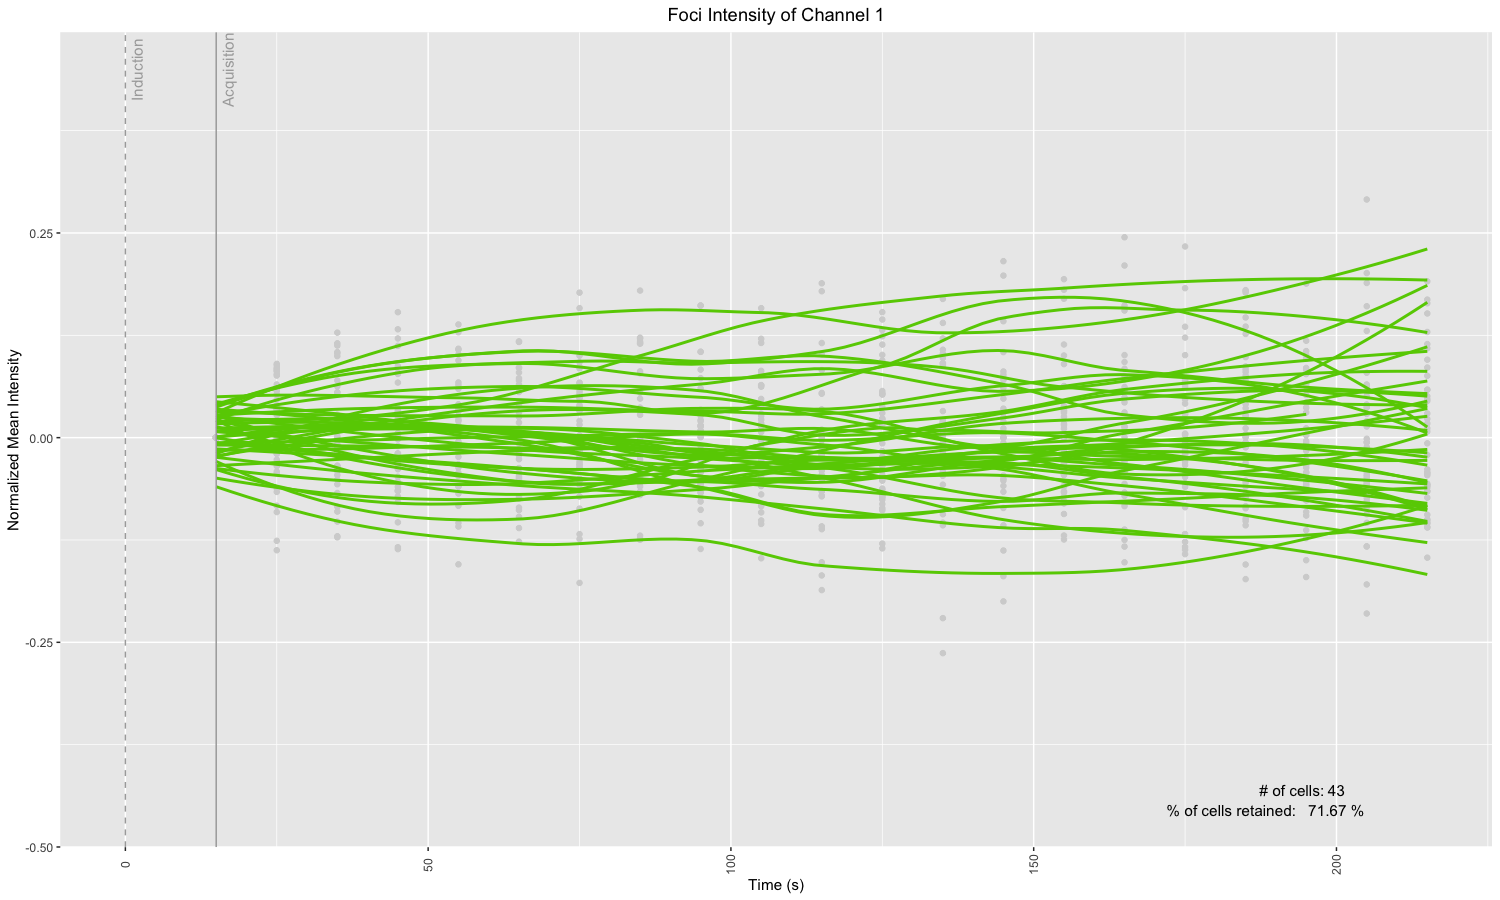 Foci Intensity of Channel 1
Induction
Acquisition
Normalized Mean Intensity
0.25
0.00
-0.25
-0.50
# of cells: 43
% of cells retained: 71.67 %
0
50
100
150
200
Time (s)